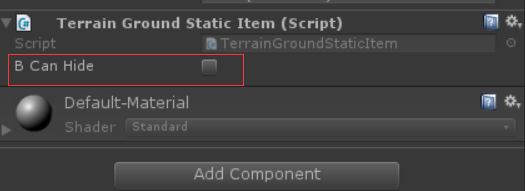 Terrain Ground Static Item (Script)
Script TerrainGroundStaticItem
B Can Hide
Default-Material
Shader Standard
Add Component